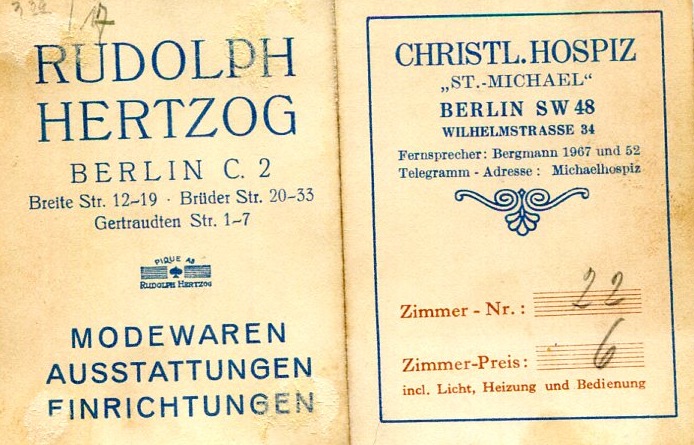 RUDOLPH
HERTZOG
BERLIN C. 2
Breite Str. 12–19 · Brüder Str. 20–33
Gertraudten Str. 1–7
PIQUE AS
RUDOLPH HERTZOG
MODEWAREN
AUSSTATTUNGEN
EINRICHTUNGEN
CHRISTL. HOSPIZ
„ST.-MICHAEL“
BERLIN SW 48
WILHELMSTRASSE 34
Fernsprecher: Bergmann 1967 und 52
Telegramm - Adresse : Michaelhospiz
Zimmer - Nr. : 22
Zimmer-Preis : 6
incl. Licht, Heizung und Bedienung